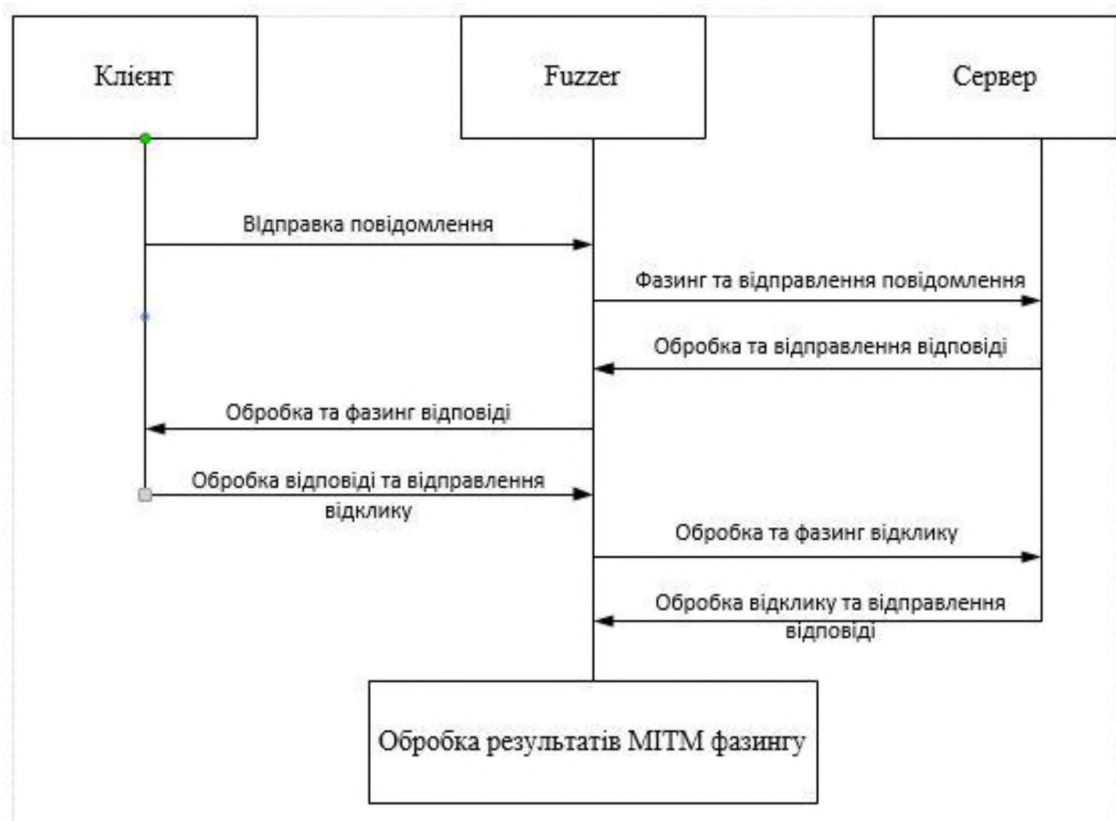 Клієнт
Fuzzer
Сервер
ВІдправка повідомлення
Фазинг та відправлення повідомлення
Обробка та відправлення відповіді
Обробка та фазинг відповіді
Обробка відповіді та відправлення
відклику
Обробка та фазинг відклику
Обробка відклику та відправлення
відповіді
Обробка результатів MITM фазингу